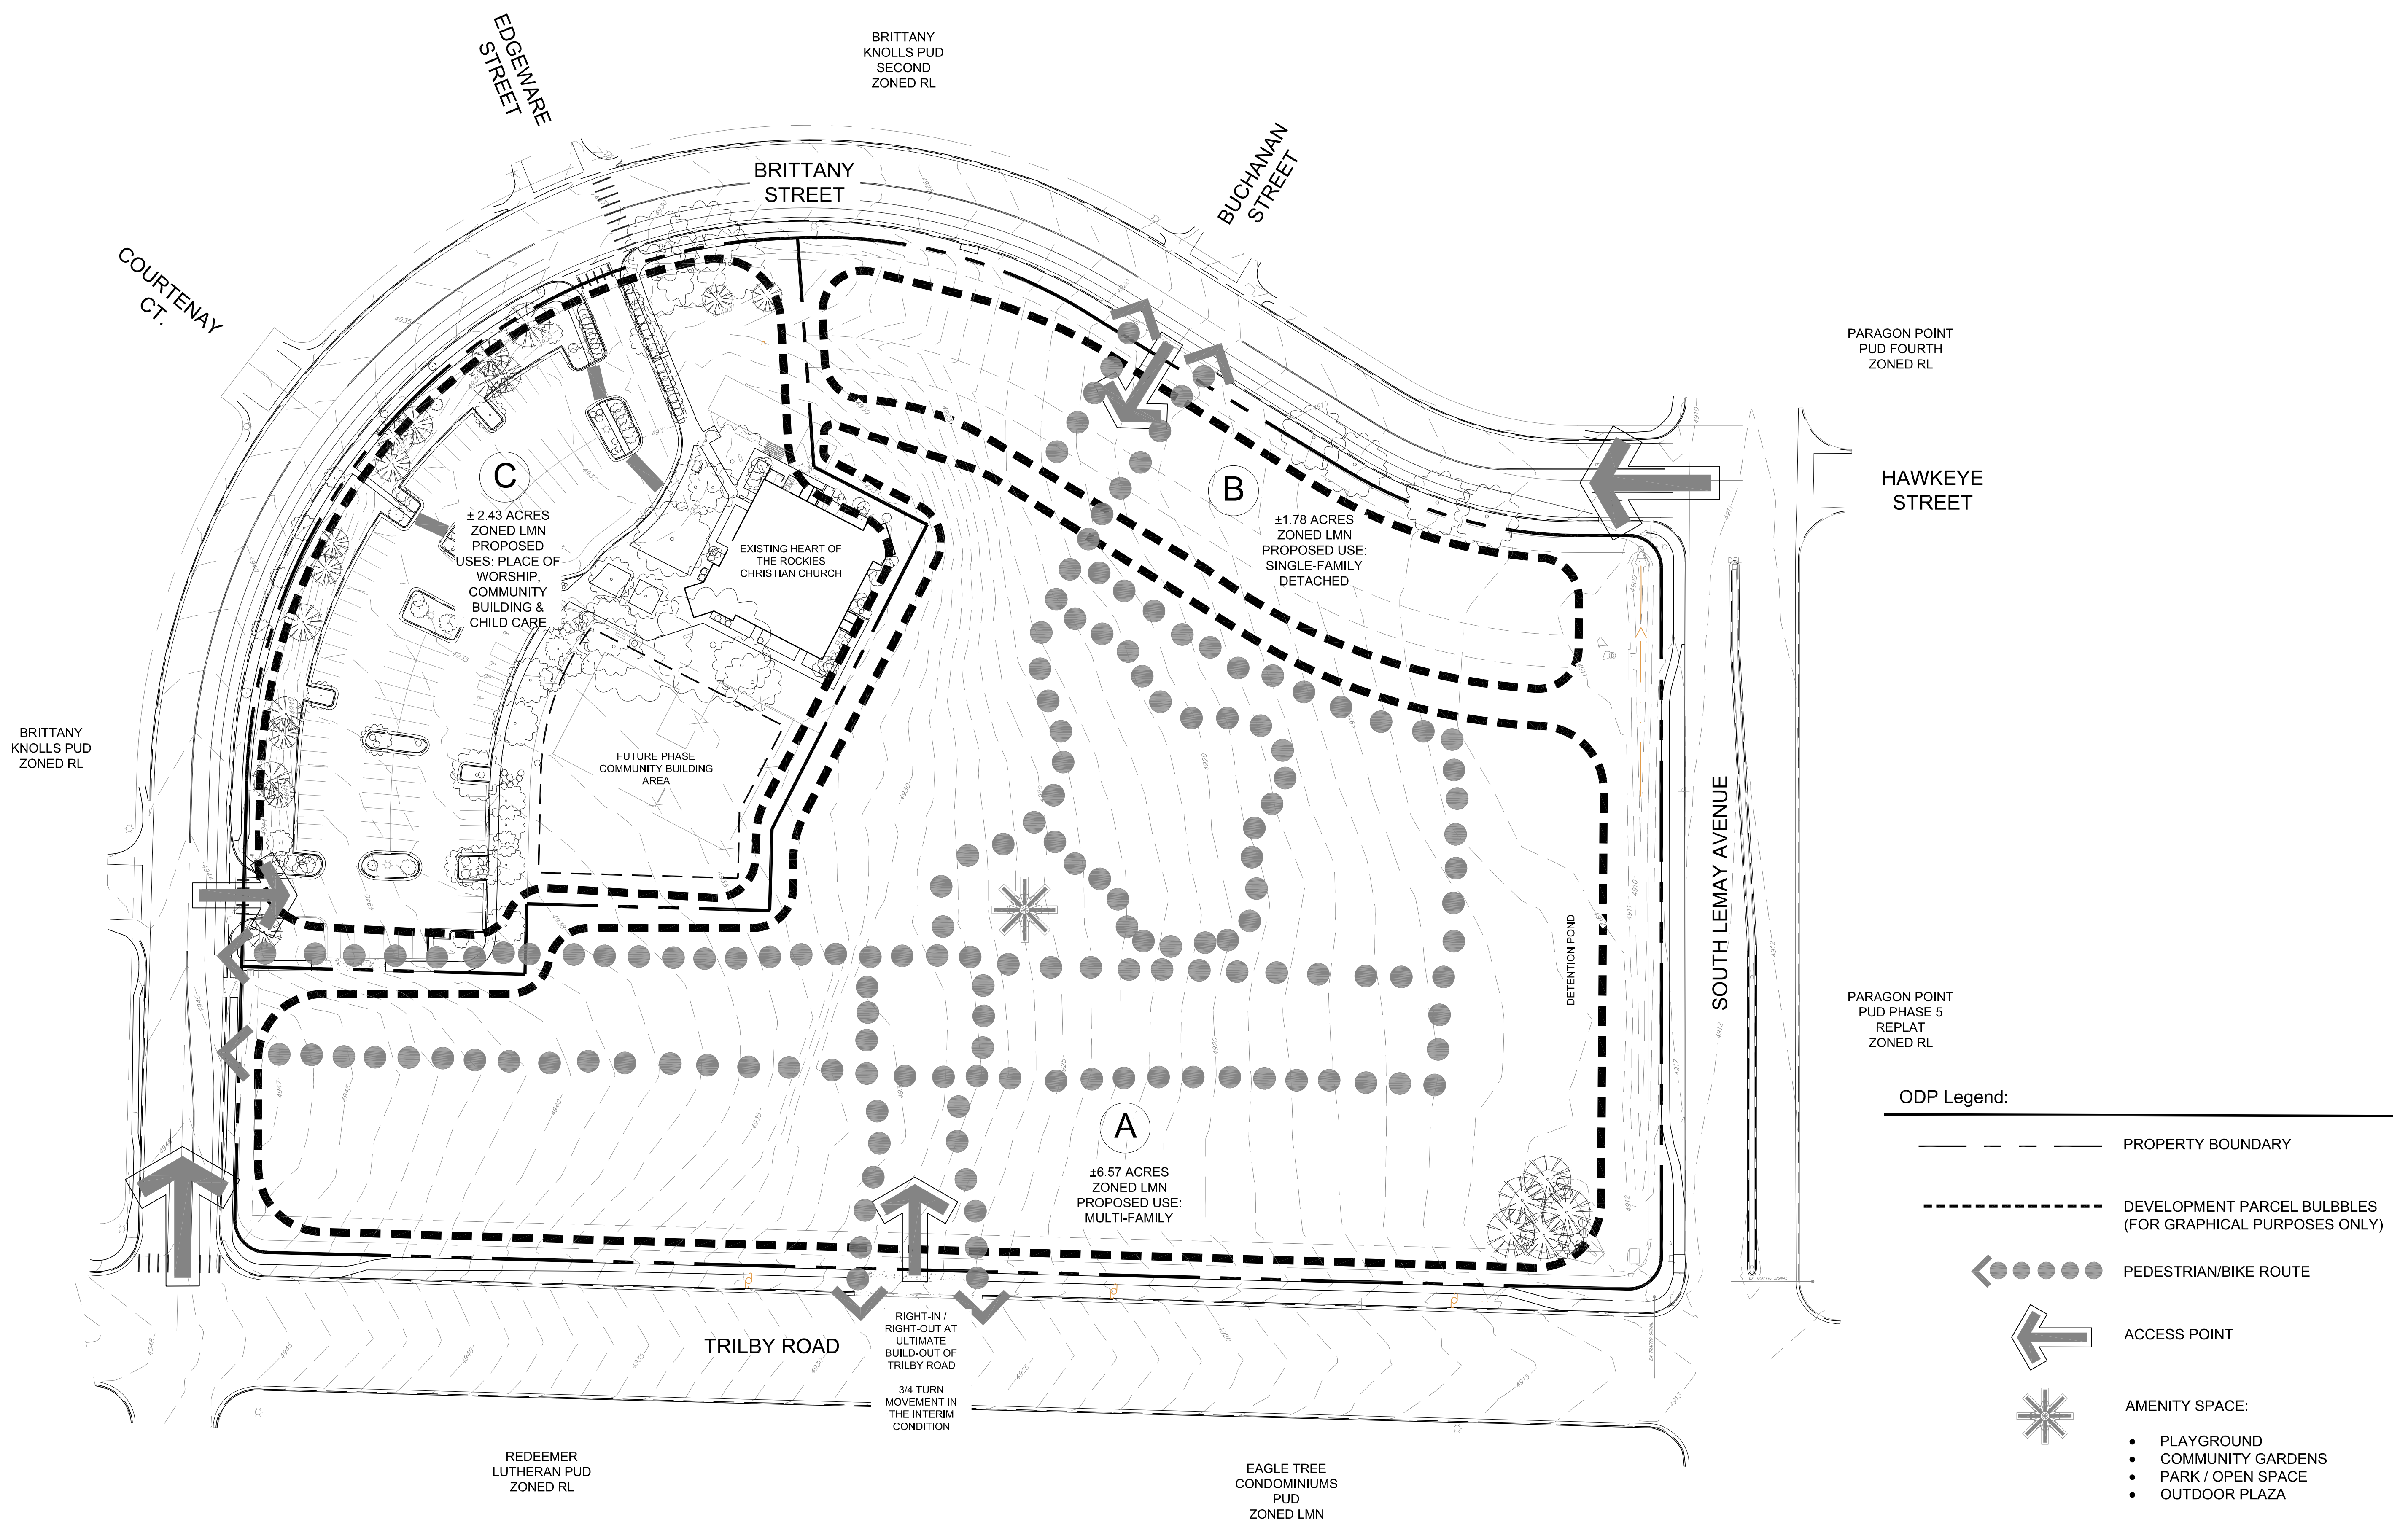 EDGEWARE
STREET
BRITTANY
KNOLLS PUD
SECOND
ZONED RL
BRITTANY
STREET
BUCHANAN
STREET
COURTENAY
CT.
PARAGON POINT
PUD FOURTH
ZONED RL
HAWKEYE
STREET
C
± 2.43 ACRES
ZONED LMN
PROPOSED
USES: PLACE OF
WORSHIP,
COMMUNITY
BUILDING &
CHILD CARE
B
±1.78 ACRES
ZONED LMN
PROPOSED USE:
SINGLE-FAMILY
DETACHED
EXISTING HEART OF
THE ROCKIES
CHRISTIAN CHURCH
BRITTANY
KNOLLS PUD
ZONED RL
FUTURE PHASE
COMMUNITY BUILDING
AREA
SOUTH LEMAY AVENUE
DETENTION POND
PARAGON POINT
PUD PHASE 5
REPLAT
ZONED RL
A
±6.57 ACRES
ZONED LMN
PROPOSED USE:
MULTI-FAMILY
TRILBY ROAD
RIGHT-IN /
RIGHT-OUT AT
ULTIMATE
BUILD-OUT OF
TRILBY ROAD
3/4 TURN
MOVEMENT IN
THE INTERIM
CONDITION
REDEEMER
LUTHERAN PUD
ZONED RL
EAGLE TREE
CONDOMINIUMS
PUD
ZONED LMN
EX TRAFFIC SIGNAL
EX TRAFFIC SIGNAL
ODP Legend:
PROPERTY BOUNDARY
DEVELOPMENT PARCEL BULBBLES
(FOR GRAPHICAL PURPOSES ONLY)
PEDESTRIAN/BIKE ROUTE
ACCESS POINT
AMENITY SPACE:
• PLAYGROUND
• COMMUNITY GARDENS
• PARK / OPEN SPACE
• OUTDOOR PLAZA